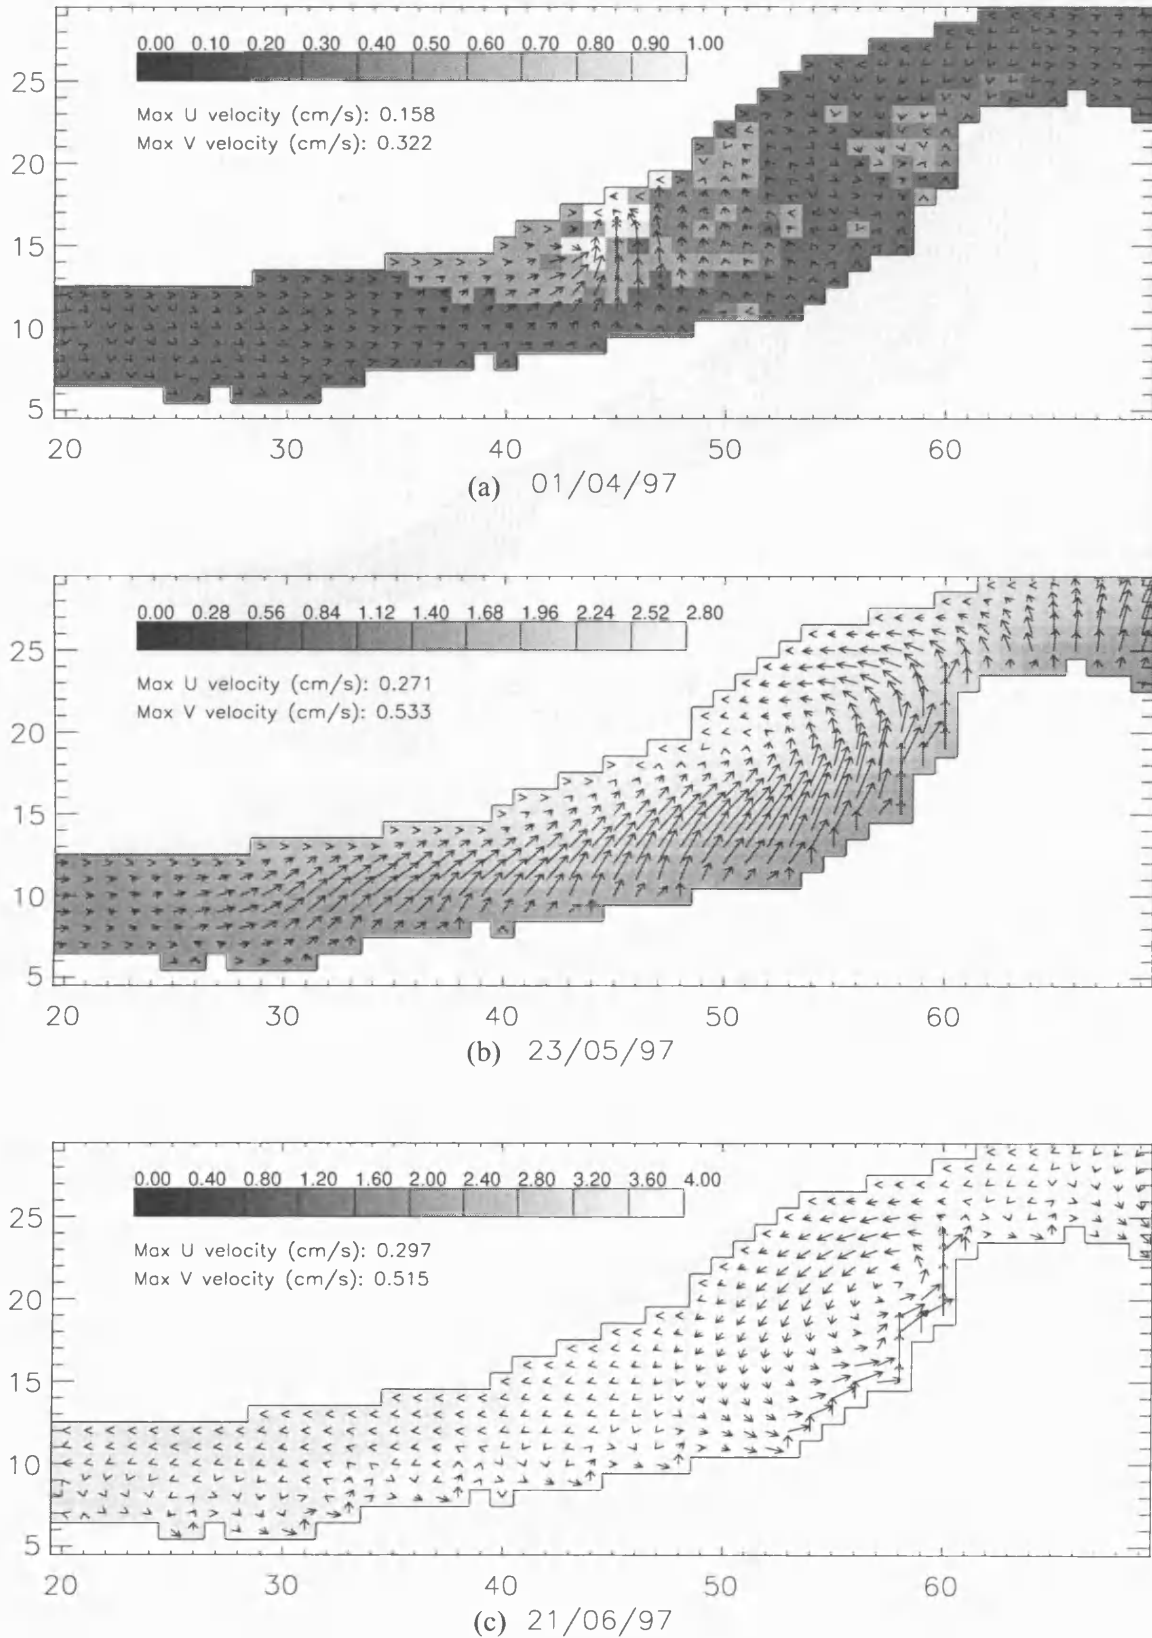 0.00 0.10 0.20 0.30 0.40 0.50 0.60 0.70 0.80 0.90 1.00
Max U velocity (cm/s): 0.158
Max V velocity (cm/s): 0.322
25
20
15
10
5
20 30 40 50 60
(a) 01/04/97
0.00 0.28 0.56 0.84 1.12 1.40 1.68 1.96 2.24 2.52 2.80
Max U velocity (cm/s): 0.271
Max V velocity (cm/s): 0.533
25
20
15
10
5
20 30 40 50 60
(b) 23/05/97
0.00 0.40 0.80 1.20 1.60 2.00 2.40 2.80 3.20 3.60 4.00
Max U velocity (cm/s): 0.297
Max V velocity (cm/s): 0.515
25
20
15
10
5
20 30 40 50 60
(c) 21/06/97